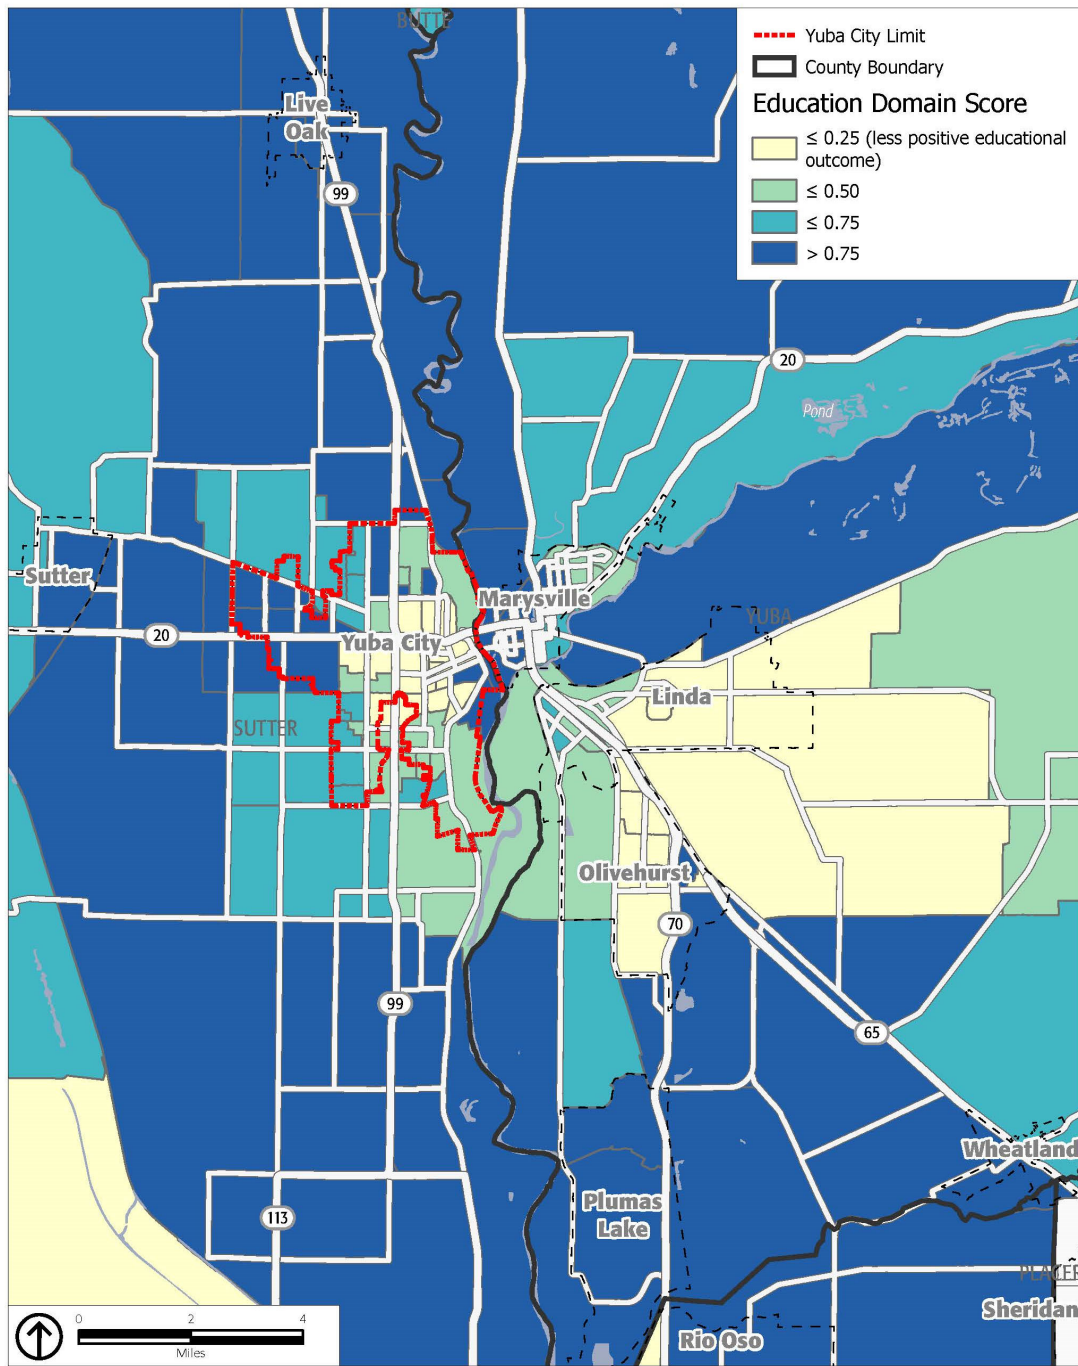 BUTTE
Yuba City Limit
County Boundary
Education Domain Score
≤ 0.25 (less positive educational
outcome)
≤ 0.50
≤ 0.75
> 0.75
Live
Oak
99
20
Pond
Sutter
Marysville
20
Yuba City
YUBA
Linda
SUTTER
Olivehurst
70
99
65
Wheatland
Plumas
Lake
113
PLACER
Sheridan
Rio Oso
0 2 4
Miles